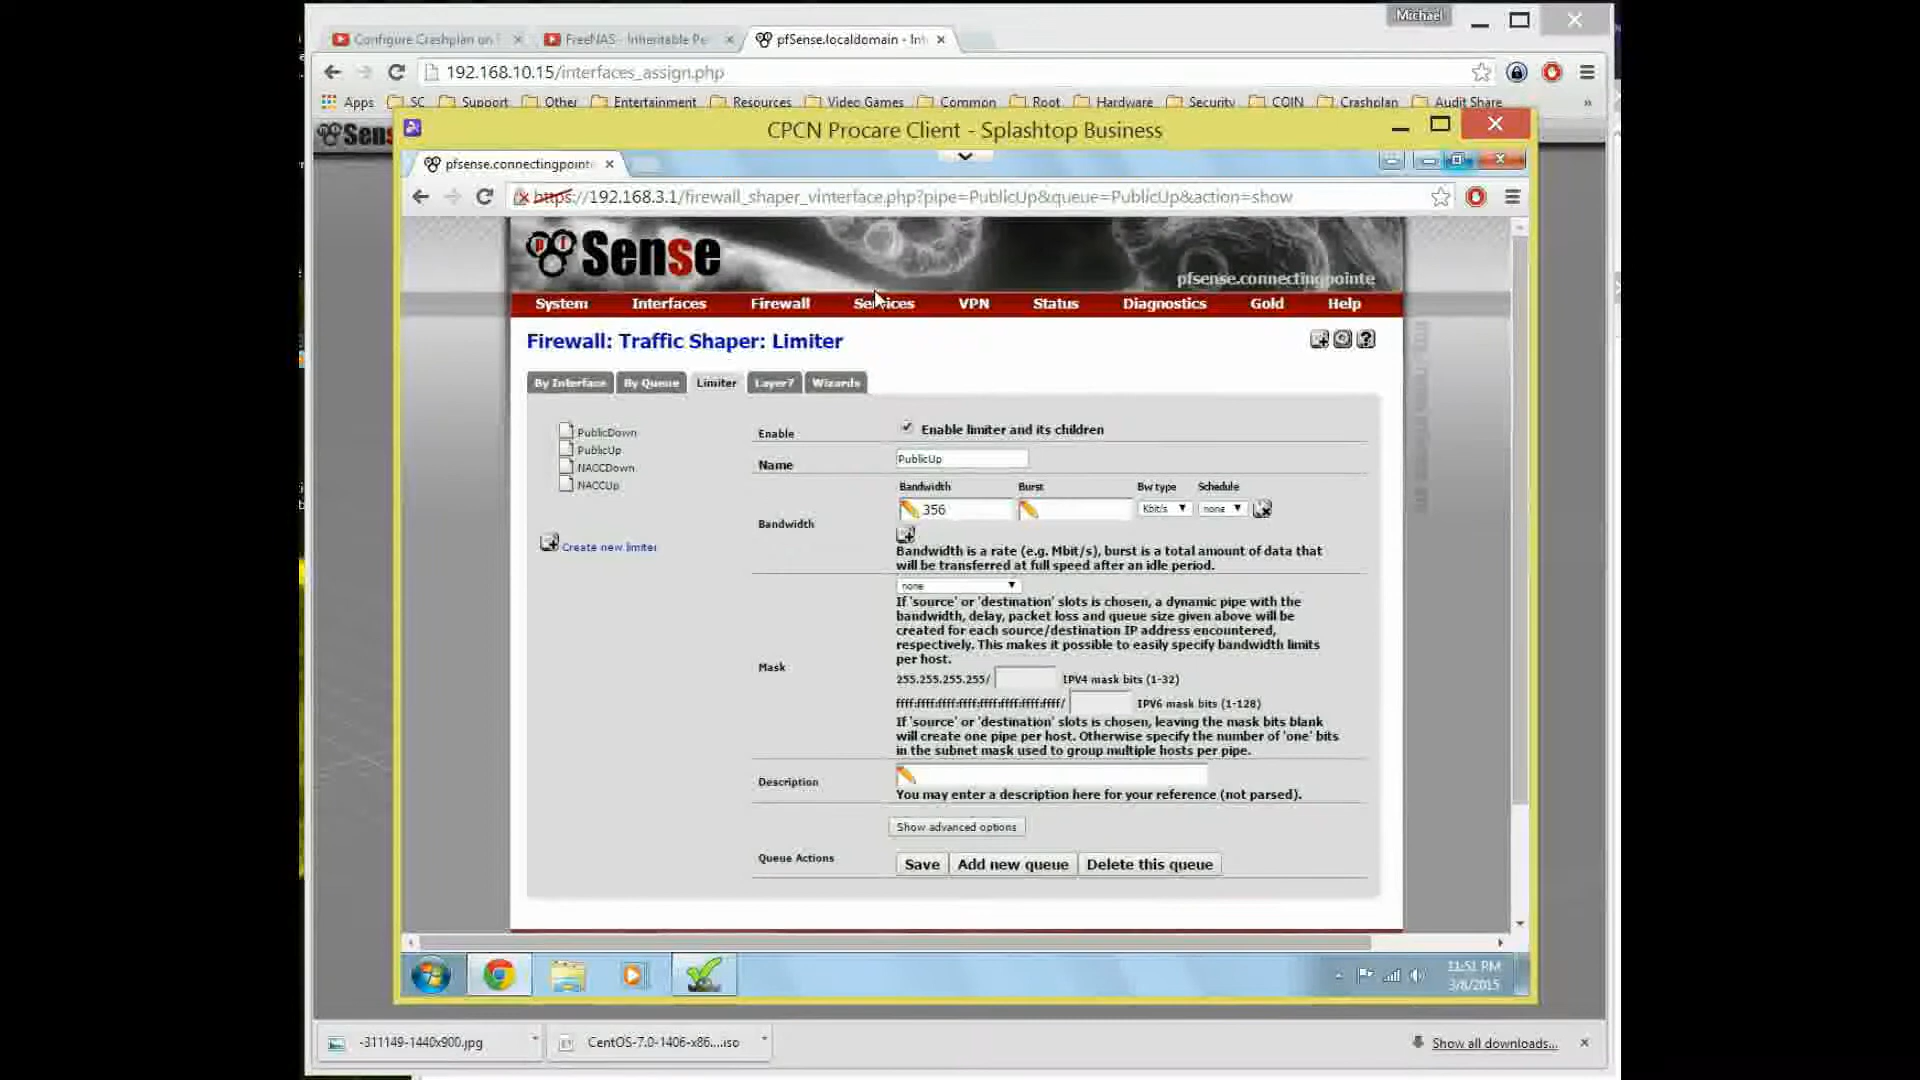 Michael
Configure Crashplan on
FreeNAS - Inheritable Pe
pfSense.localdomain - Int
192.168.10.15/interfaces_assign.php
Apps SC Support Other Entertainment Resources Video Games Common Root Hardware Security COIN Crashplan Audit Share »
Sens
CPCN Procare Client - Splashtop Business
pfsense.connectingpointe
https://192.168.3.1/firewall_shaper_vinterface.php?pipe=PublicUp&queue=PublicUp&action=show
pf Sense
pfsense.connectingpointe
System Interfaces Firewall Services VPN Status Diagnostics Gold Help
Firewall: Traffic Shaper: Limiter
By Interface By Queue Limiter Layer7 Wizards
PublicDown
PublicUp
NACCDown
NACCUp
Create new limiter
Enable
Enable limiter and its children
Name
PublicUp
Bandwidth Burst Bw type Schedule
Bandwidth
356 Kbit/s none
Bandwidth is a rate (e.g. Mbit/s), burst is a total amount of data that
will be transferred at full speed after an idle period.
Mask
none
If 'source' or 'destination' slots is chosen, a dynamic pipe with the
bandwidth, delay, packet loss and queue size given above will be
created for each source/destination IP address encountered,
respectively. This makes it possible to easily specify bandwidth limits
per host.
255.255.255.255/ IPV4 mask bits (1-32)
ffff:ffff:ffff:ffff:ffff:ffff:ffff:ffff/ IPV6 mask bits (1-128)
If 'source' or 'destination' slots is chosen, leaving the mask bits blank
will create one pipe per host. Otherwise specify the number of 'one' bits
in the subnet mask used to group multiple hosts per pipe.
Description
You may enter a description here for your reference (not parsed).
Show advanced options
Queue Actions
Save Add new queue Delete this queue
11:51 PM
3/8/2015
-311149-1440x900.jpg
CentOS-7.0-1406-x86....iso
Show all downloads...